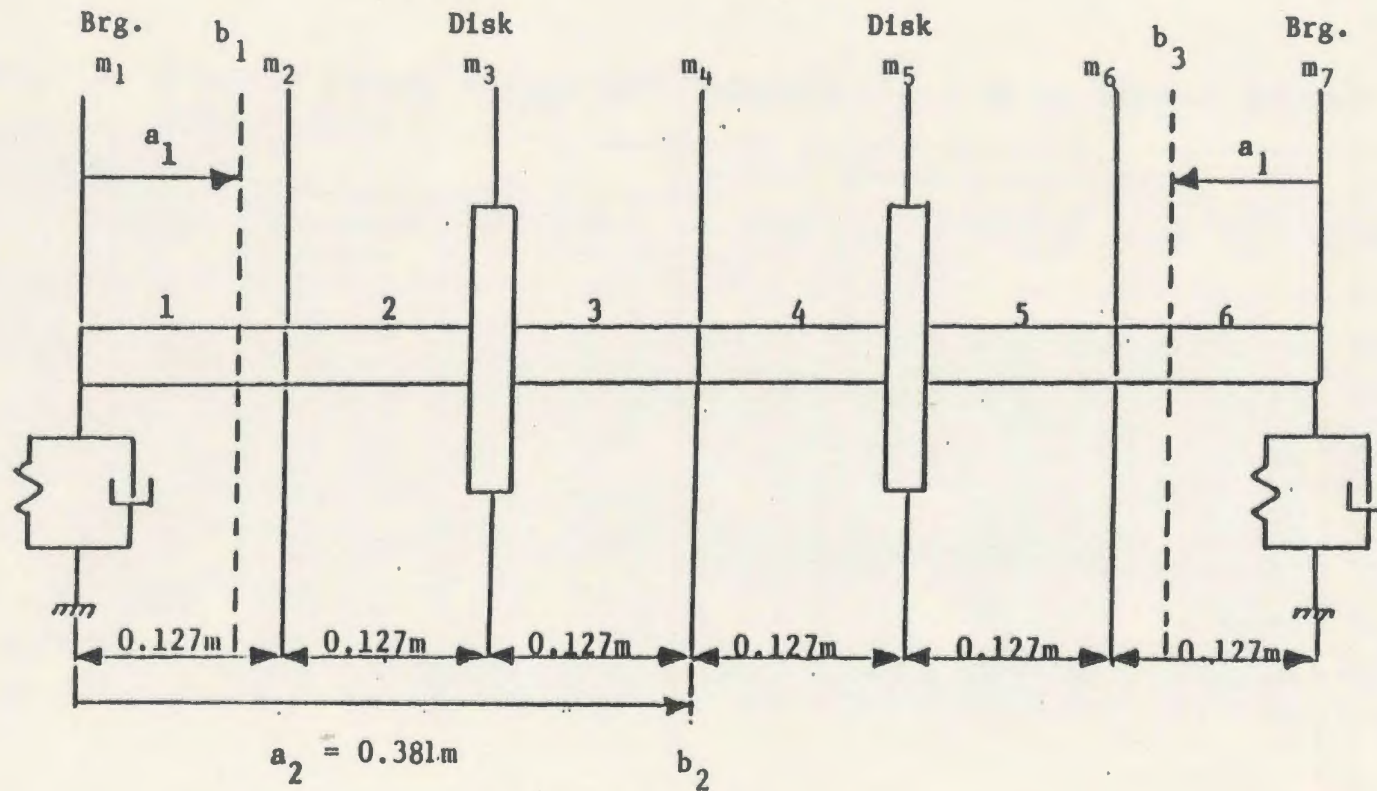 Brg. Disk Disk Brg.
b₁ b₃
m₁ m₂ m₃ m₄ m₅ m₆ m₇
a₁ a₁
1 2 3 4 5 6
0.127m 0.127m 0.127m 0.127m 0.127m 0.127m
a₂ = 0.381m b₂